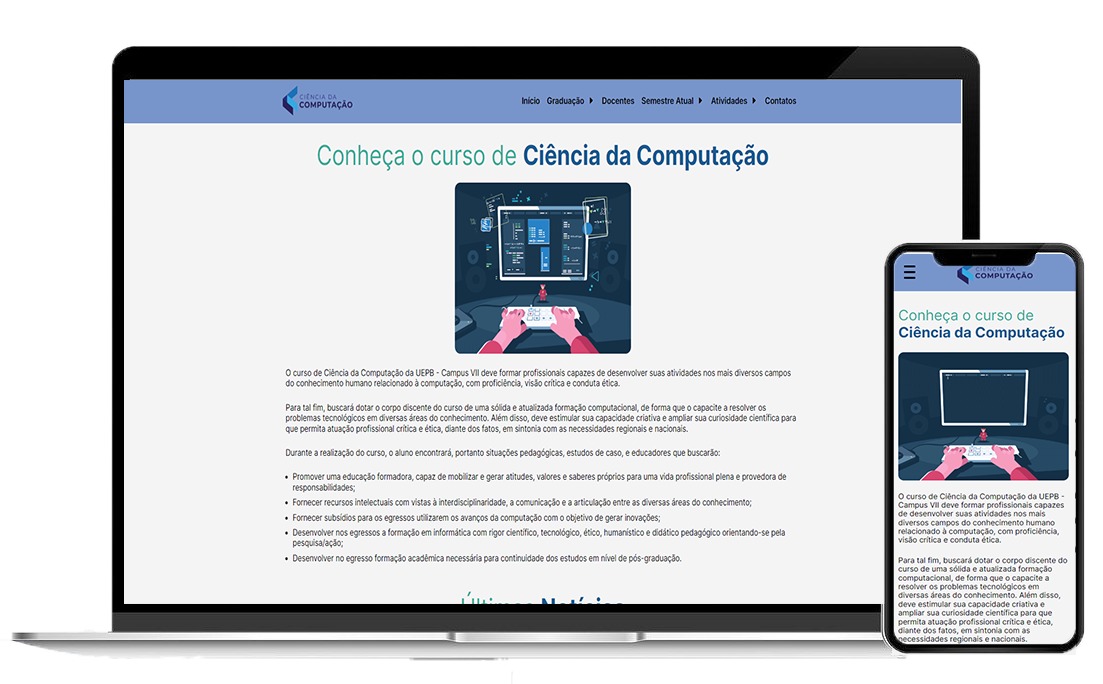 CIÊNCIA DA
COMPUTAÇÃO
Início Graduação Docentes Semestre Atual Atividades Contatos
Conheça o curso de Ciência da Computação
O curso de Ciência da Computação da UEPB - Campus VII deve formar profissionais capazes de desenvolver suas atividades nos mais diversos campos
do conhecimento humano relacionado à computação, com proficiência, visão crítica e conduta ética.
Para tal fim, buscará dotar o corpo discente do curso de uma sólida e atualizada formação computacional, de forma que o capacite a resolver os
problemas tecnológicos em diversas áreas do conhecimento. Além disso, deve estimular sua capacidade criativa e ampliar sua curiosidade científica para
que permita atuação profissional crítica e ética, diante dos fatos, em sintonia com as necessidades regionais e nacionais.
Durante a realização do curso, o aluno encontrará, portanto situações pedagógicas, estudos de caso, e educadores que buscarão:
• Promover uma educação formadora, capaz de mobilizar e gerar atitudes, valores e saberes próprios para uma vida profissional plena e provedora de
responsabilidades;
• Fornecer recursos intelectuais com vistas à interdisciplinaridade, a comunicação e a articulação entre as diversas áreas do conhecimento;
• Fornecer subsídios para os egressos utilizarem os avanços da computação com o objetivo de gerar inovações;
• Desenvolver nos egressos a formação em informática com rigor científico, tecnológico, ético, humanístico e didático pedagógico orientando-se pela
pesquisa/ação;
• Desenvolver no egresso formação acadêmica necessária para continuidade dos estudos em nível de pós-graduação.
Últimas Notícias
CIÊNCIA DA
COMPUTAÇÃO
Conheça o curso de
Ciência da Computação
O curso de Ciência da Computação da UEPB -
Campus VII deve formar profissionais capazes
de desenvolver suas atividades nos mais
diversos campos do conhecimento humano
relacionado à computação, com proficiência,
visão crítica e conduta ética.
Para tal fim, buscará dotar o corpo discente do
curso de uma sólida e atualizada formação
computacional, de forma que o capacite a
resolver os problemas tecnológicos em
diversas áreas do conhecimento. Além disso,
deve estimular sua capacidade criativa e
ampliar sua curiosidade científica para que
permita atuação profissional crítica e ética,
diante dos fatos, em sintonia com as
necessidades regionais e nacionais.